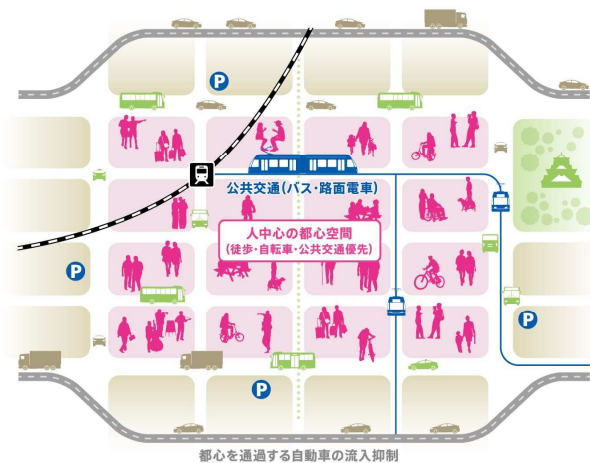 P
公共交通(バス・路面電車)
人中心の都心空間
(徒歩・自転車・公共交通優先)
P
P
P
都心を通過する自動車の流入抑制